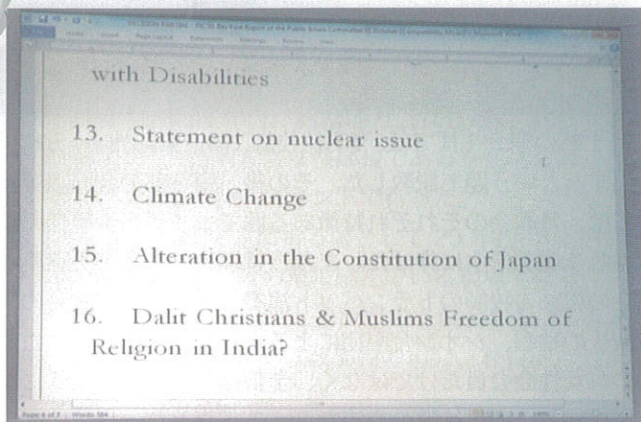 with Disabilities
13. Statement on nuclear issue
14. Climate Change
15. Alteration in the Constitution of Japan
16. Dalit Christians & Muslims Freedom of
Religion in India?